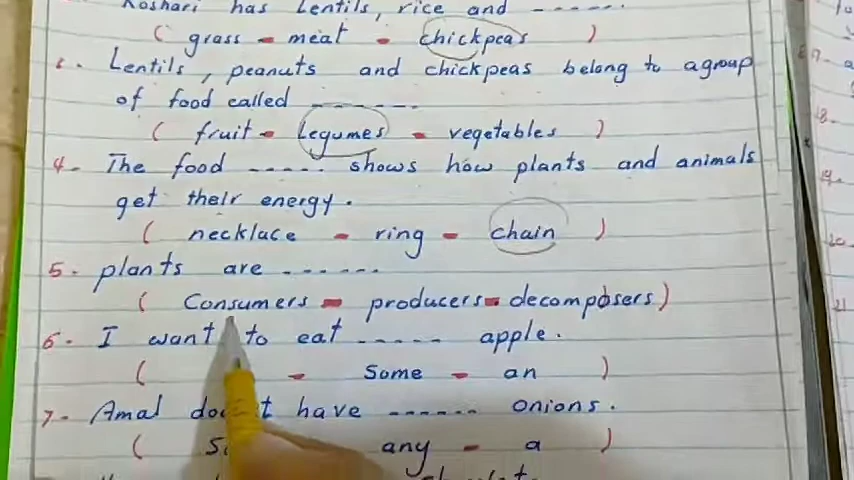 Koshari has Lentils, rice and ------.
( grass - meat - chickpeas )
Lentils, peanuts and chickpeas belong to a group
of food called -------.
( fruit - Legumes - vegetables )
4- The food ----- shows how plants and animals
get their energy.
( necklace - ring - chain )
5- plants are ------
( Consumers - producers - decomposers )
6- I want to eat ----- apple.
( - Some - an )
7- Amal have ------ onions.
( any - a )